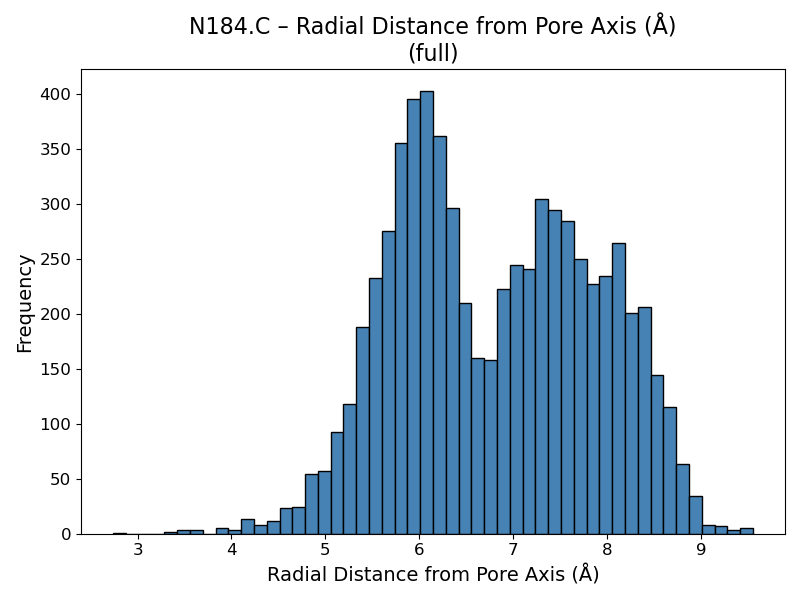 N184.C – Radial Distance from Pore Axis (Å)
(full)
Frequency
400
350
300
250
200
150
100
50
0
3 4 5 6 7 8 9
Radial Distance from Pore Axis (Å)